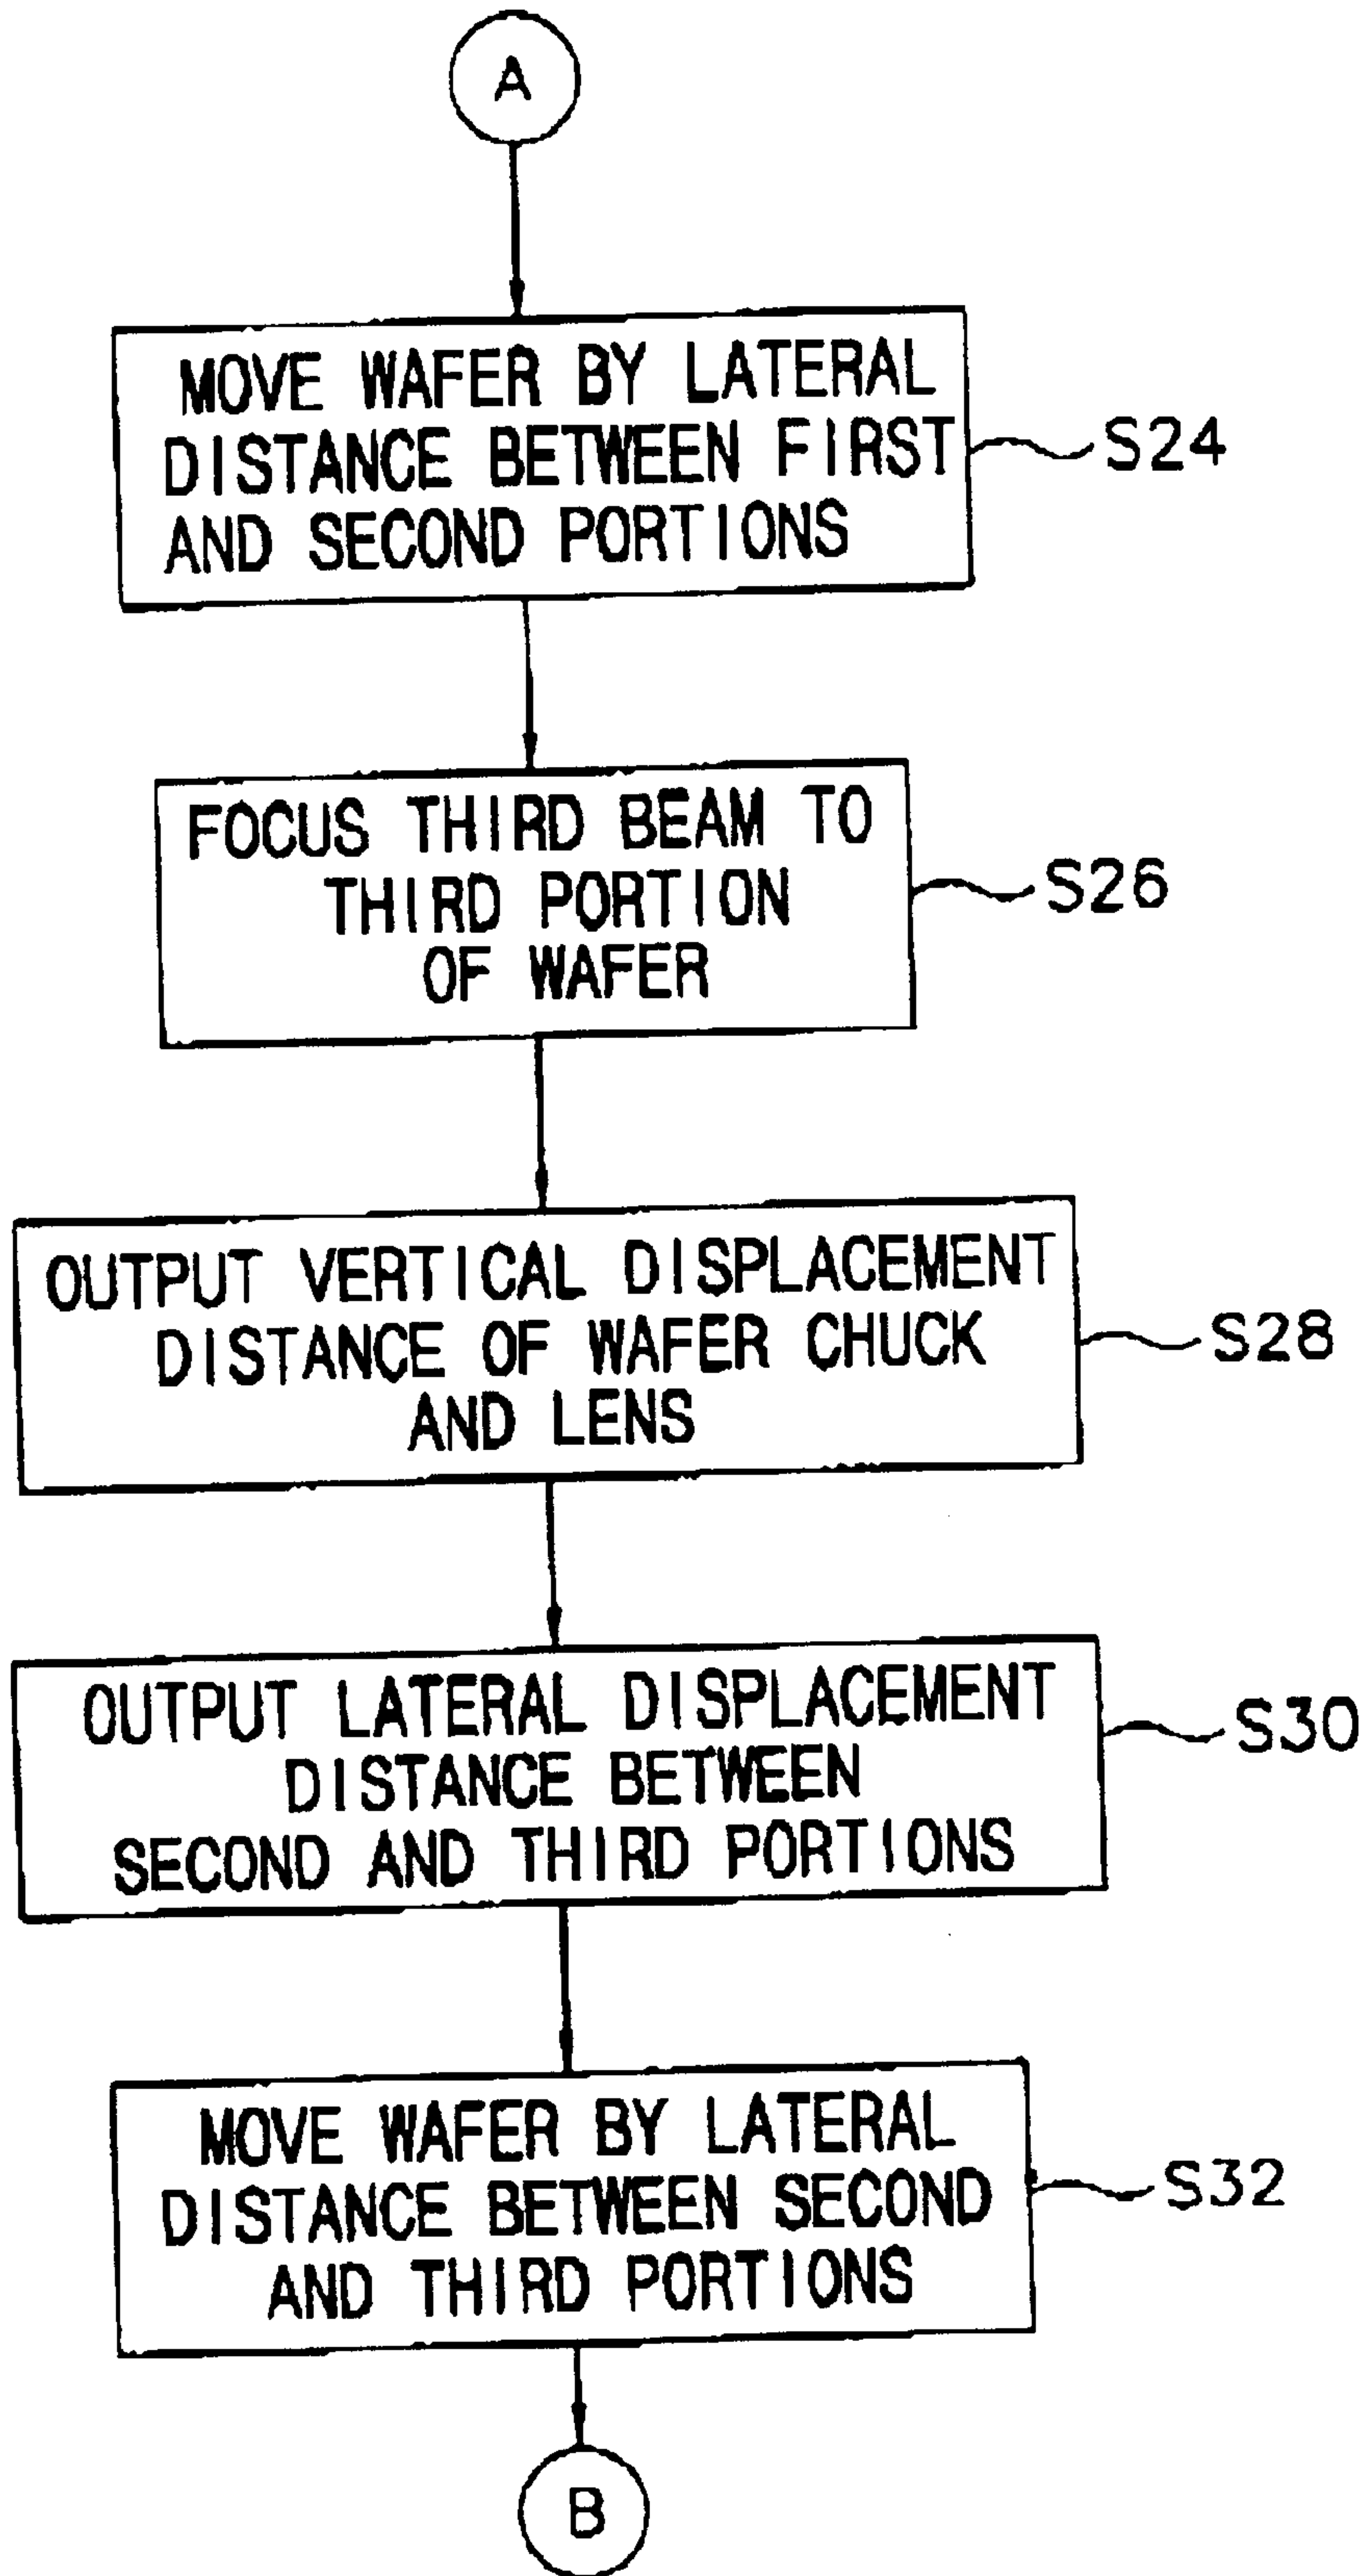 A
MOVE WAFER BY LATERAL
DISTANCE BETWEEN FIRST
AND SECOND PORTIONS
S24
FOCUS THIRD BEAM TO
THIRD PORTION
OF WAFER
S26
OUTPUT VERTICAL DISPLACEMENT
DISTANCE OF WAFER CHUCK
AND LENS
S28
OUTPUT LATERAL DISPLACEMENT
DISTANCE BETWEEN
SECOND AND THIRD PORTIONS
S30
MOVE WAFER BY LATERAL
DISTANCE BETWEEN SECOND
AND THIRD PORTIONS
S32
B